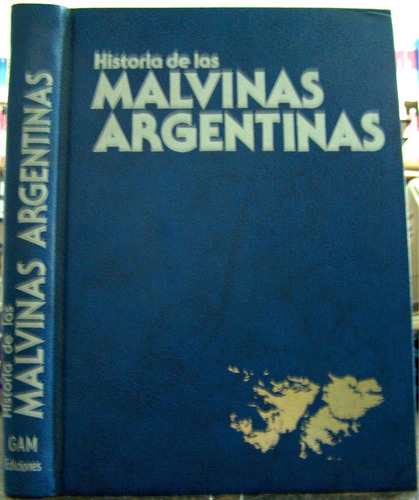 Historia de las
MALVINAS
ARGENTINAS
Historia de las
MALVINAS ARGENTINAS
GAM
Ediciones